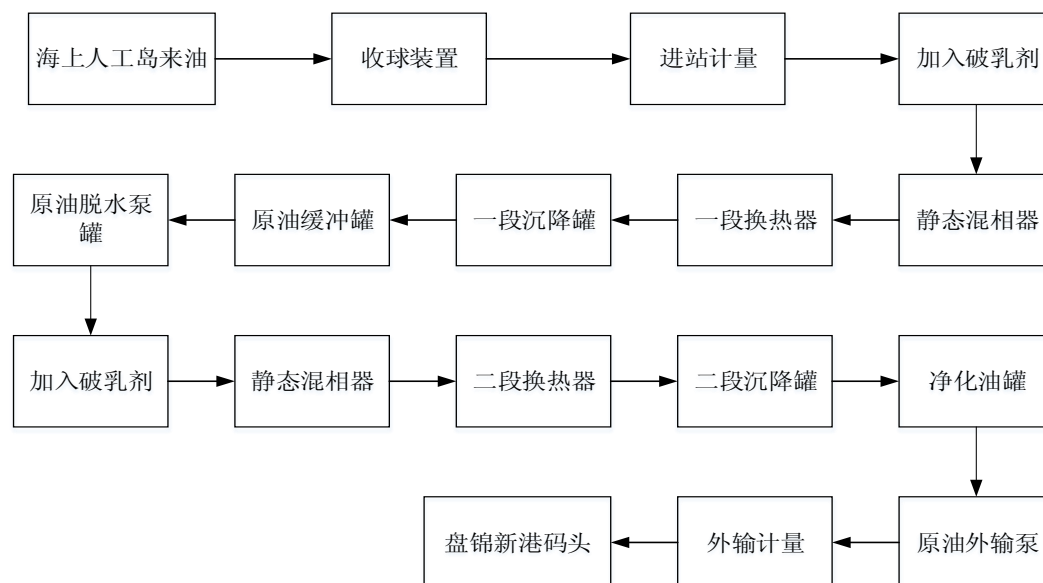 海上人工岛来油
收球装置
进站计量
加入破乳剂
静态混相器
一段换热器
一段沉降罐
原油缓冲罐
原油脱水泵
罐
加入破乳剂
静态混相器
二段换热器
二段沉降罐
净化油罐
原油外输泵
外输计量
盘锦新港码头